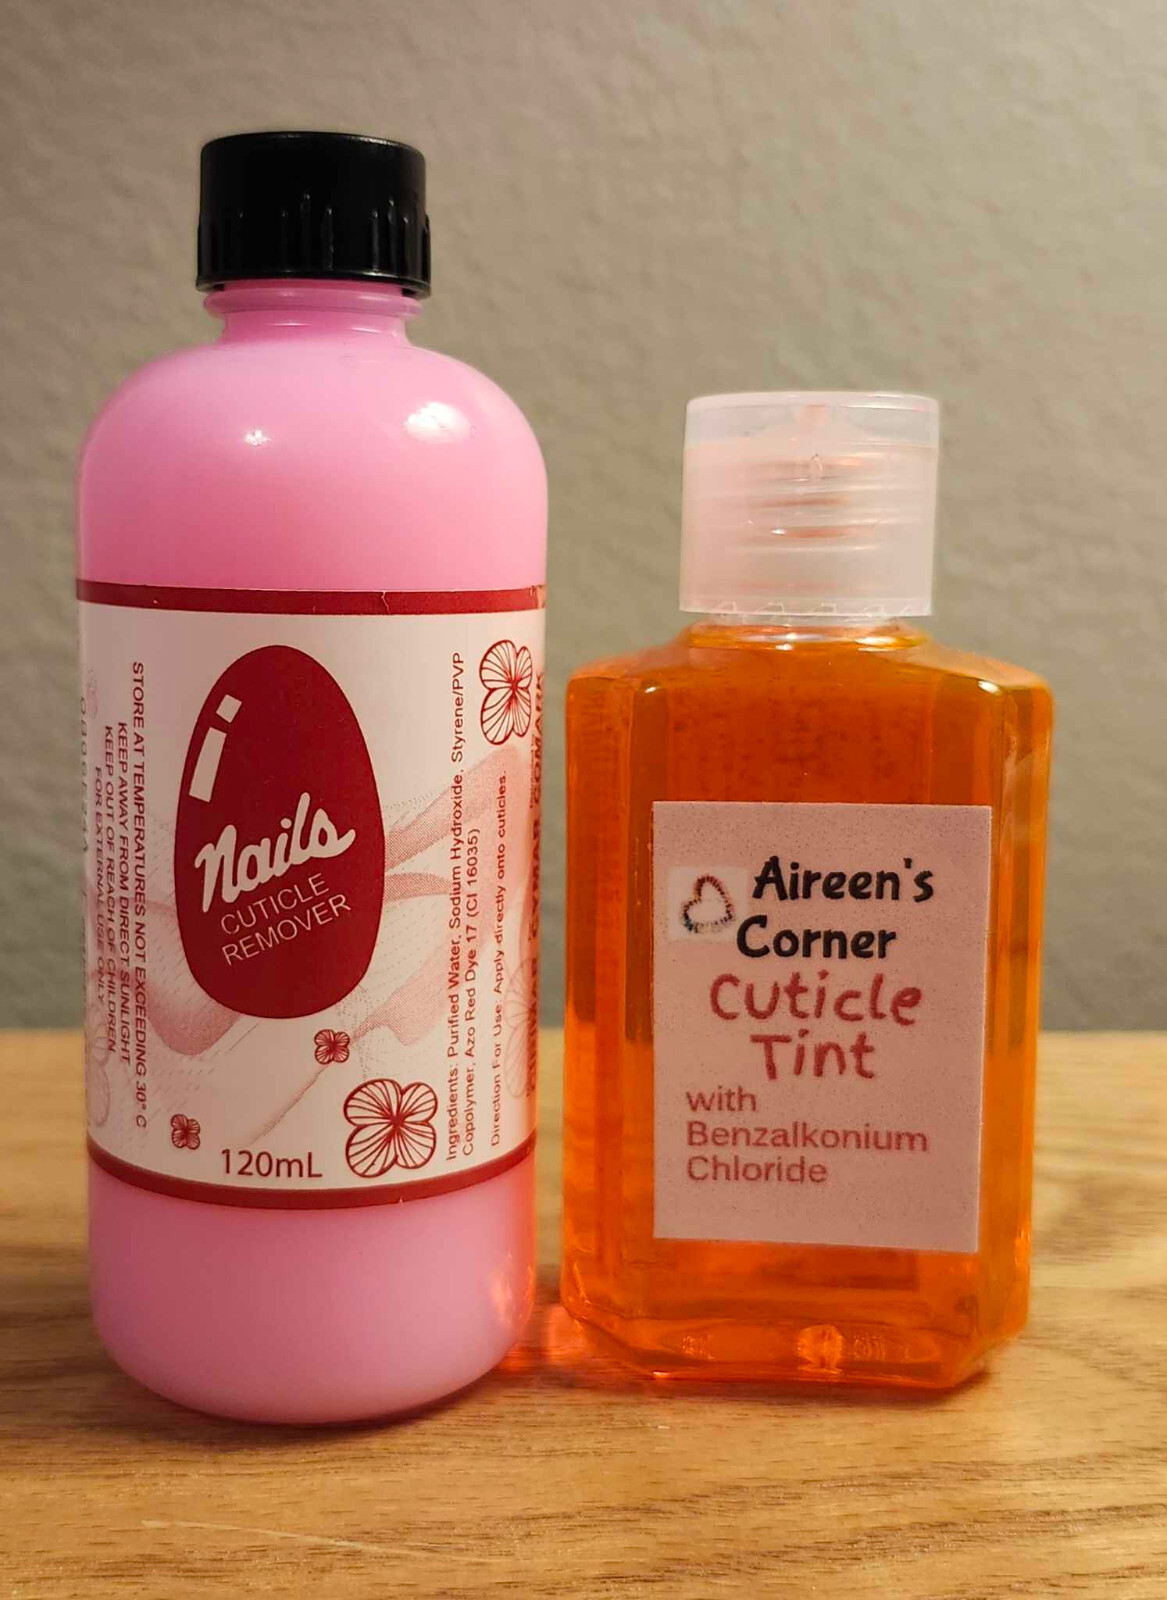 Nails
CUTICLE
REMOVER
120mL
STORE AT TEMPERATURES NOT EXCEEDING 30° C
KEEP AWAY FROM DIRECT SUNLIGHT
KEEP OUT OF REACH OF CHILDREN
FOR EXTERNAL USE ONLY
Ingredients: Purified Water, Sodium Hydroxide, Styrene/PVP
Copolymer, Azo Red Dye 17 (CI 16035)
Direction For Use: Apply directly onto cuticles.
Aireen's
Corner
Cuticle
Tint
with
Benzalkonium
Chloride